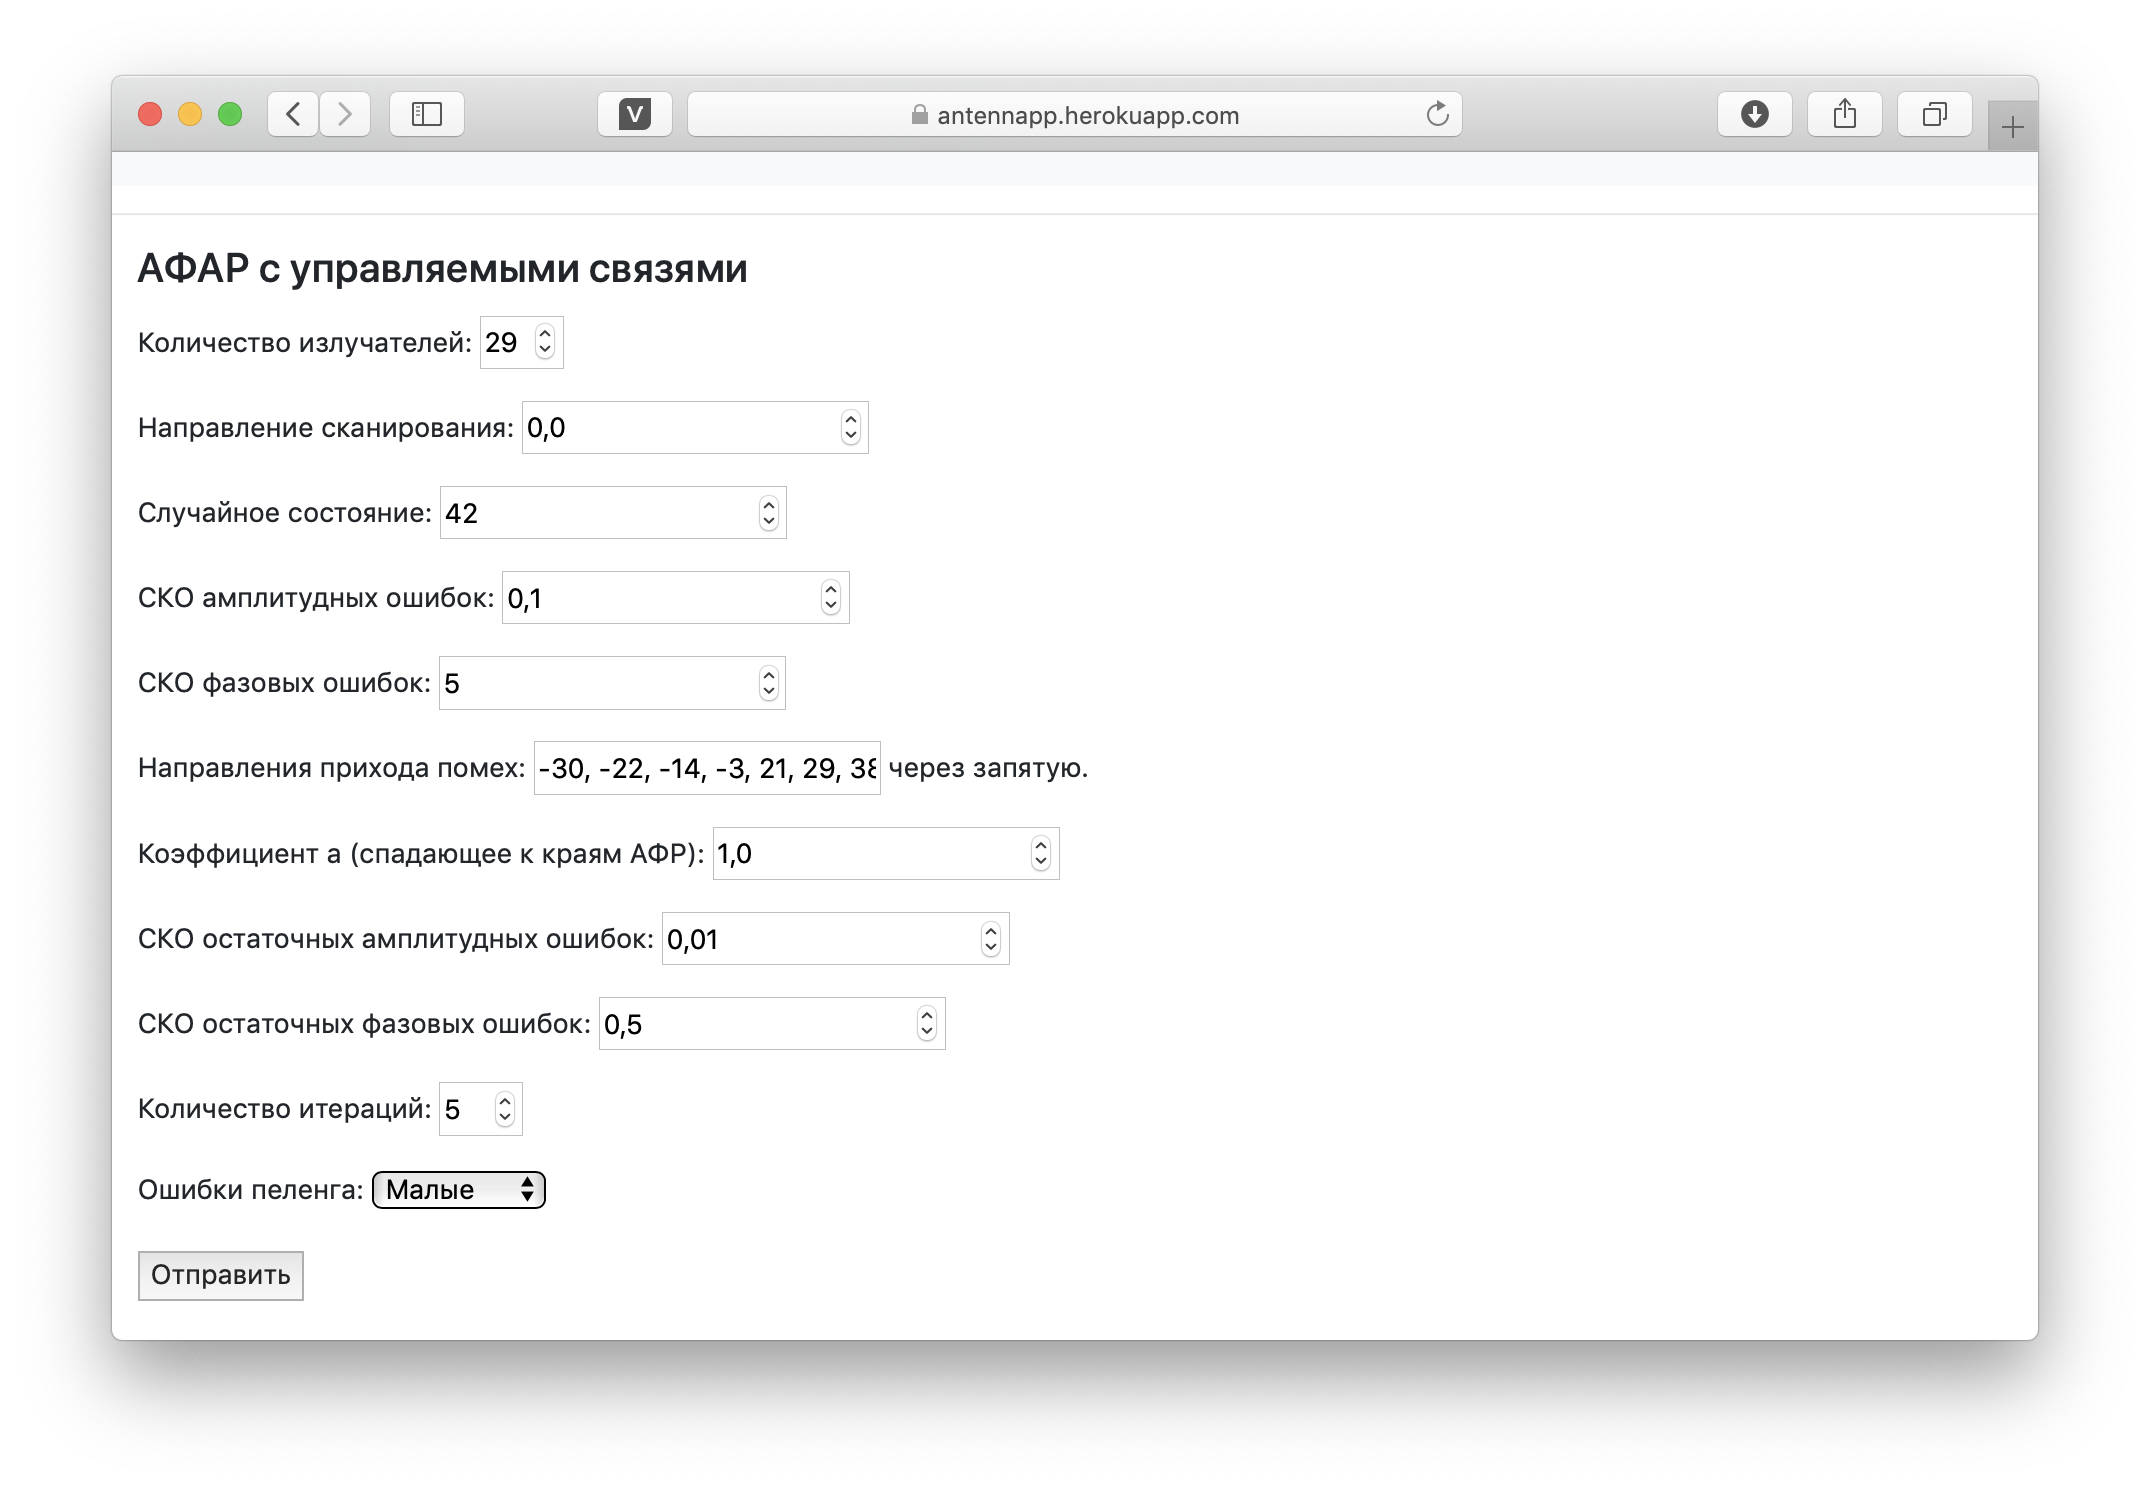 V
antennapp.herokuapp.com
АФАР с управляемыми связями
Количество излучателей: 29
Направление сканирования: 0,0
Случайное состояние: 42
СКО амплитудных ошибок: 0,1
СКО фазовых ошибок: 5
Направления прихода помех: -30, -22, -14, -3, 21, 29, 38 через запятую.
Коэффициент a (спадающее к краям АФР): 1,0
СКО остаточных амплитудных ошибок: 0,01
СКО остаточных фазовых ошибок: 0,5
Количество итераций: 5
Ошибки пеленга: Малые
Отправить